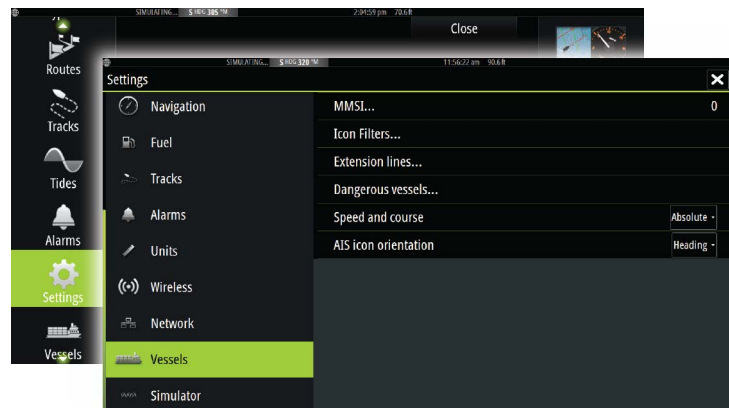 SIMULATING... S HDG 305 °M 2:04:59 pm 70.6 ft
Close
Routes
Tracks
Tides
Alarms
Settings
Vessels
SIMULATING... S HDG 320 °M 11:56:22 am 90.6 ft
Settings
Navigation
Fuel
Tracks
Alarms
Units
Wireless
Network
Vessels
Simulator
MMSI... 0
Icon Filters...
Extension lines...
Dangerous vessels...
Speed and course Absolute
AIS icon orientation Heading